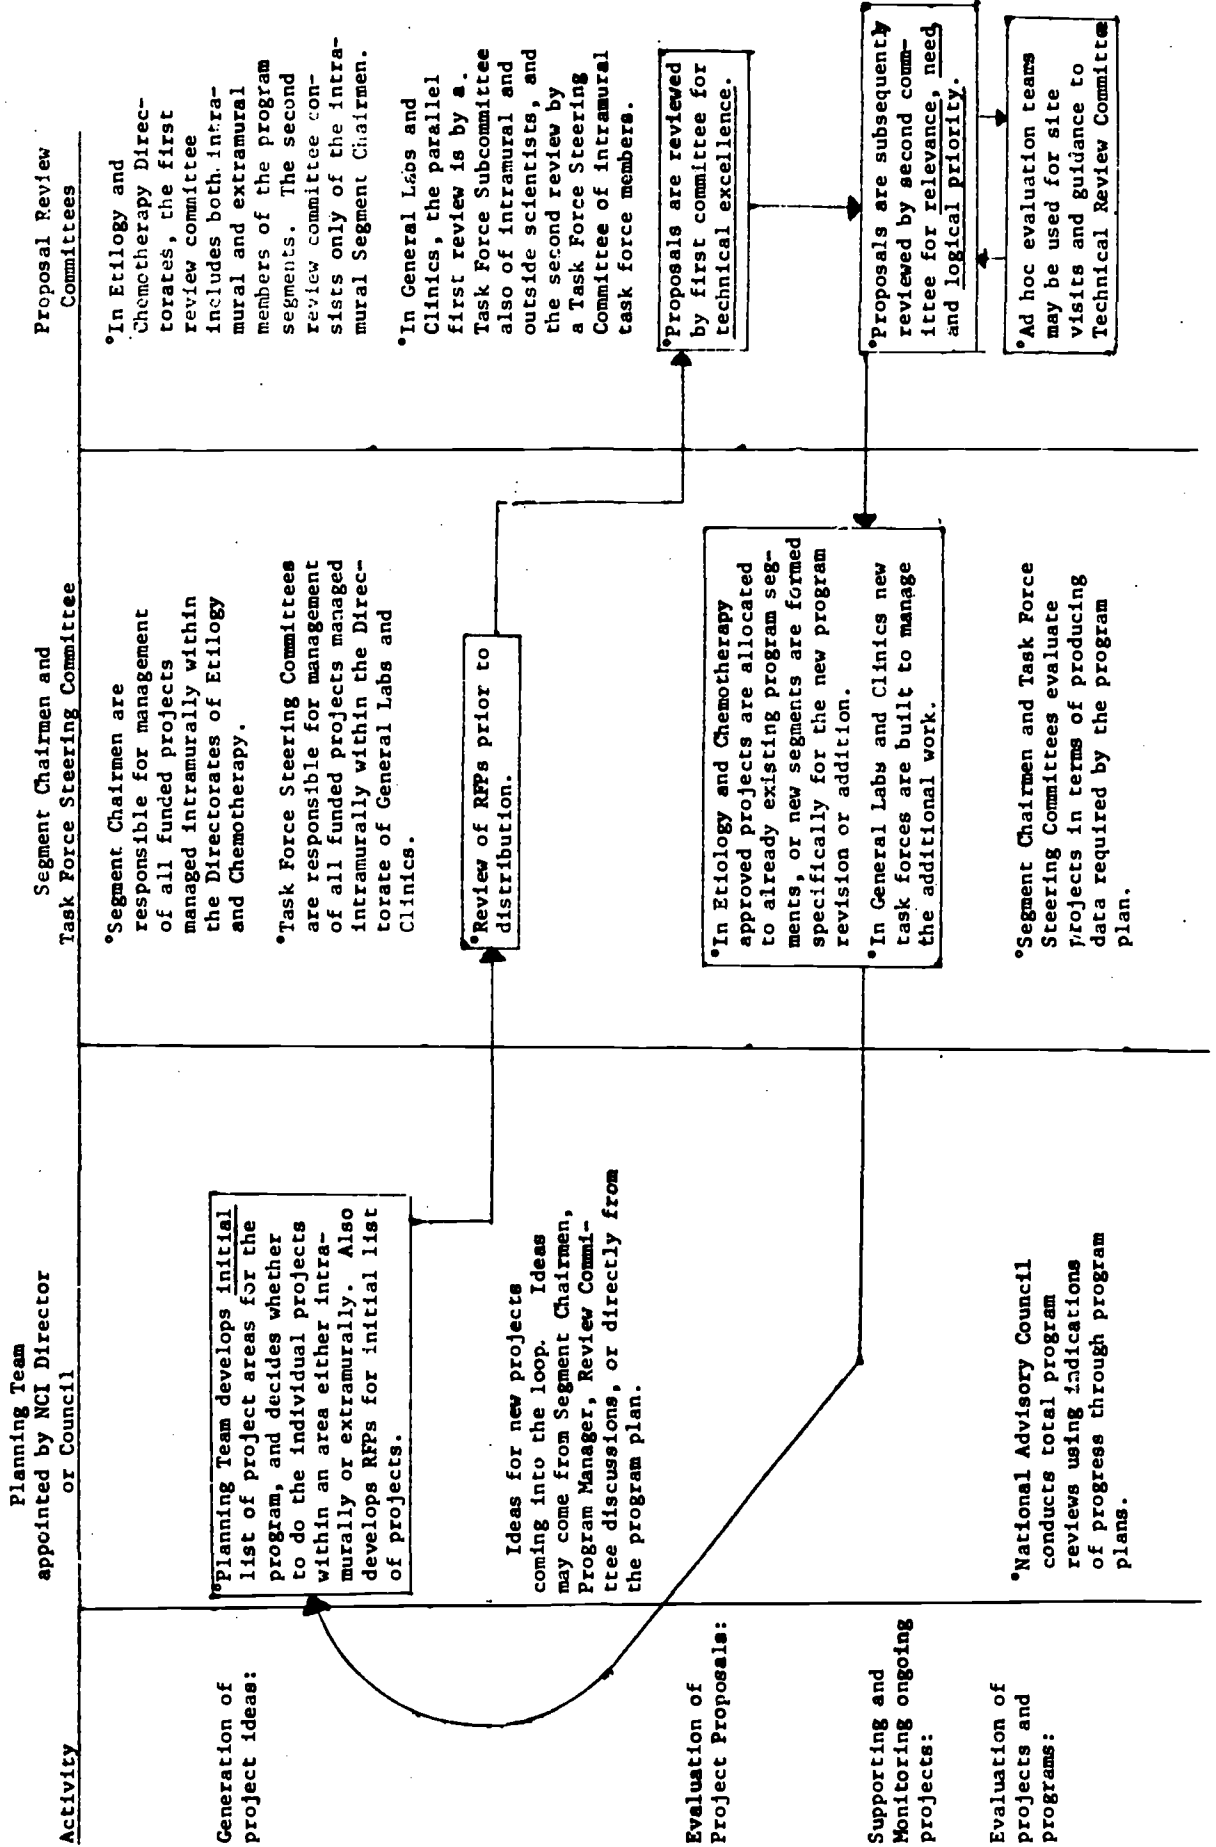 Activity
Planning Team
appointed by NCI Director
or Council
Segment Chairmen and
Task Force Steering Committee
Proposal Review
Committees
Generation of
project ideas:
°Planning Team develops initial
list of project areas for the
program, and decides whether
to do the individual projects
within an area either intra-
murally or extramurally. Also
develops RFPs for initial list
of projects.
Ideas for new projects
coming into the loop. Ideas
may come from Segment Chairmen,
Program Manager, Review Commi-
ttee discussions, or directly from
the program plan.
°Segment Chairmen are
responsible for management
of all funded projects
managed intramurally within
the Directorates of Etilogy
and Chemotherapy.
°Task Force Steering Committees
are responsible for management
of all funded projects managed
intramurally within the Direc-
torate of General Labs and
Clinics.
°Review of RFPs prior to
distribution.
°In Etilogy and
Chemotherapy Direc-
torates, the first
review committee
includes both intra-
mural and extramural
members of the program
segments. The second
review committee con-
sists only of the intra-
mural Segment Chairmen.
°In General Labs and
Clinics, the parallel
first review is by a
Task Force Subcommittee
also of intramural and
outside scientists, and
the second review by
a Task Force Steering
Committee of intramural
task force members.
Evaluation of
Project Proposals:
°Proposals are reviewed
by first committee for
technical excellence.
Supporting and
Monitoring ongoing
projects:
°In Etiology and Chemotherapy
approved projects are allocated
to already existing program seg-
ments, or new segments are formed
specifically for the new program
revision or addition.
°In General Labs and Clinics new
task forces are built to manage
the additional work.
°Proposals are subsequently
reviewed by second comm-
ittee for relevance, need,
and logical priority.
Evaluation of
projects and
programs:
°National Advisory Council
conducts total program
reviews using indications
of progress through program
plans.
°Segment Chairmen and Task Force
Steering Committees evaluate
projects in terms of producing
data required by the program
plan.
°Ad hoc evaluation teams
may be used for site
visits and guidance to
Technical Review Committe